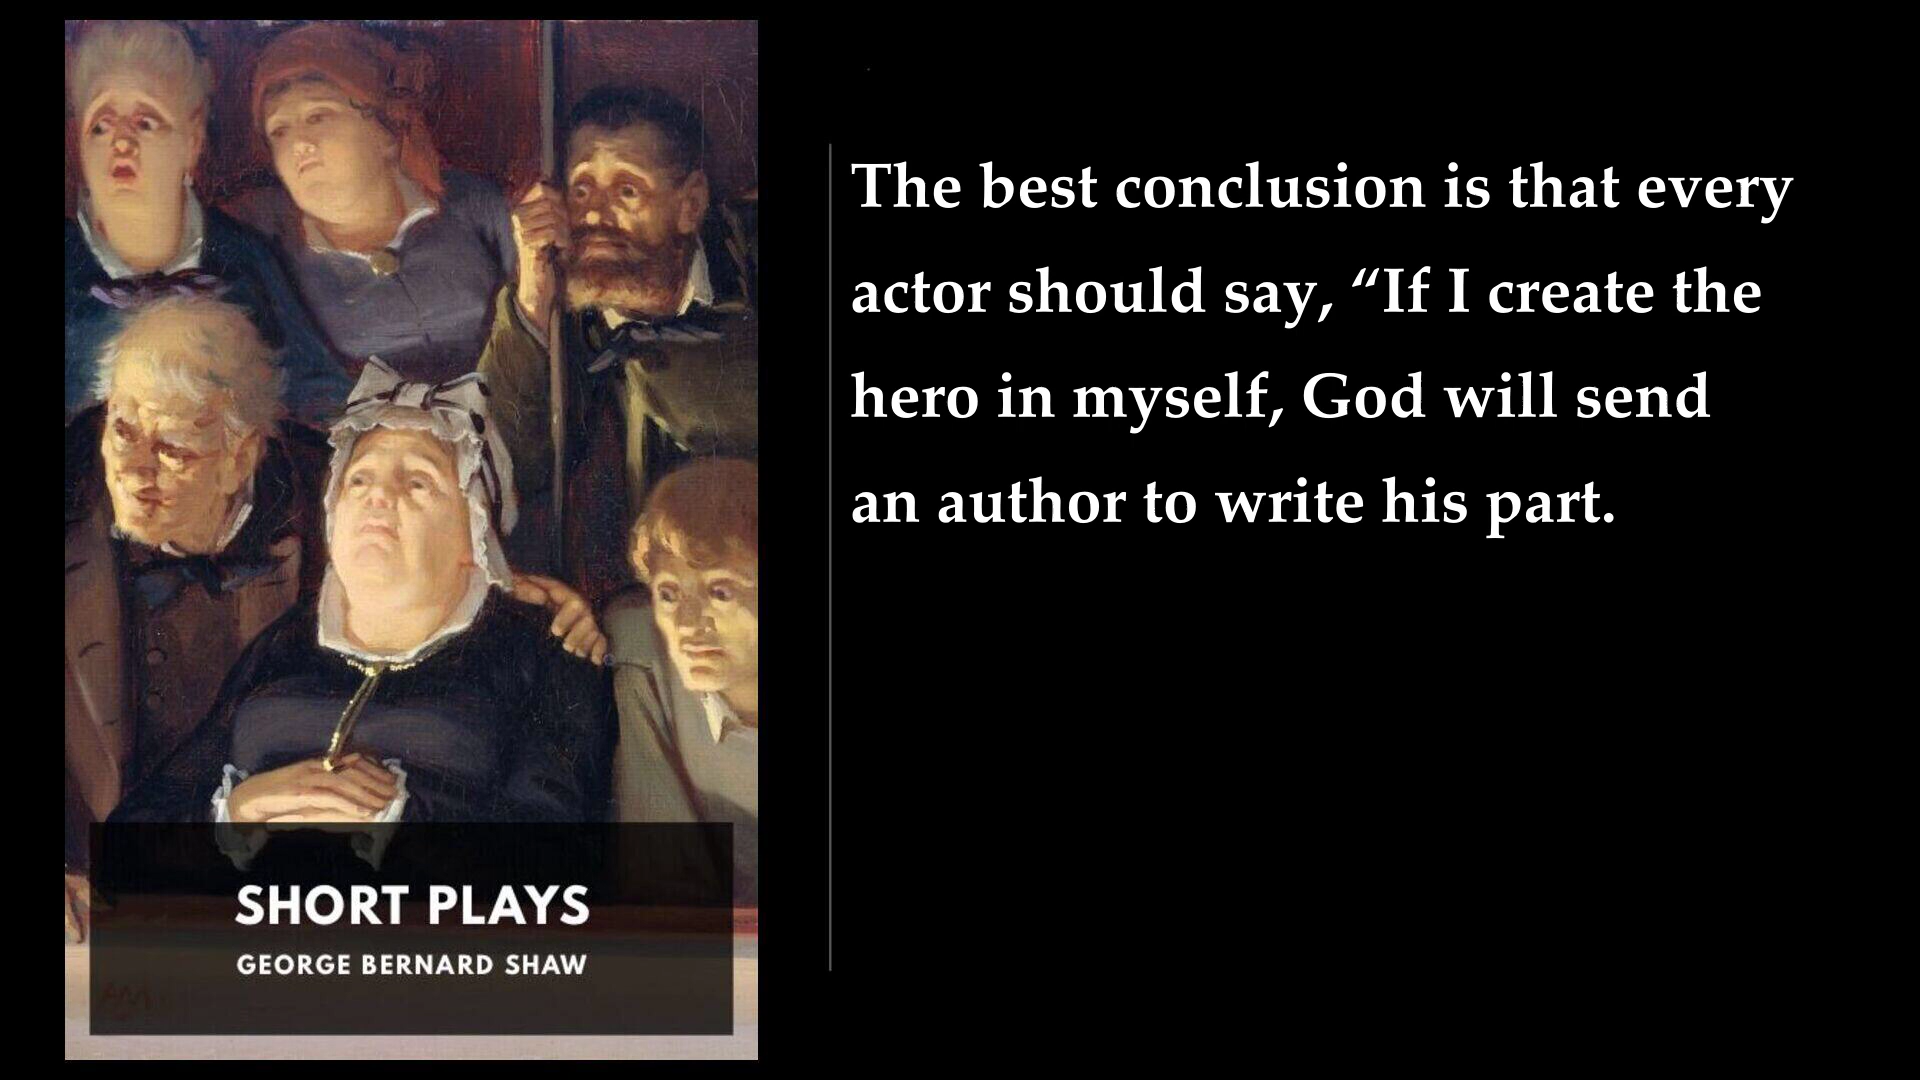 SHORT PLAYS
GEORGE BERNARD SHAW
The best conclusion is that every
actor should say, “If I create the
hero in myself, God will send
an author to write his part.